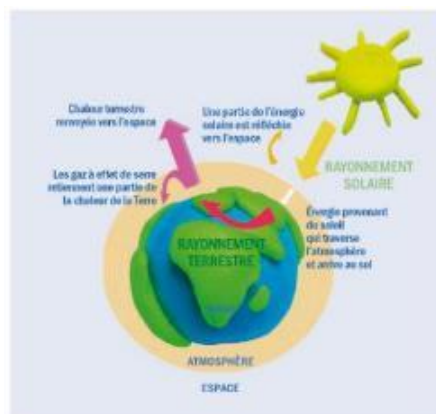 Chaleur terrestre
renvoyée vers l'espace
Une partie de l'énergie
solaire est réfléchie
vers l'espace
RAYONNEMENT
SOLAIRE
Les gaz à effet de serre
retiennent une partie de
la chaleur de la Terre
Énergie provenant
du soleil
qui traverse
l'atmosphère
et arrive au sol
RAYONNEMENT
TERRESTRE
ATMOSPHÈRE
ESPACE